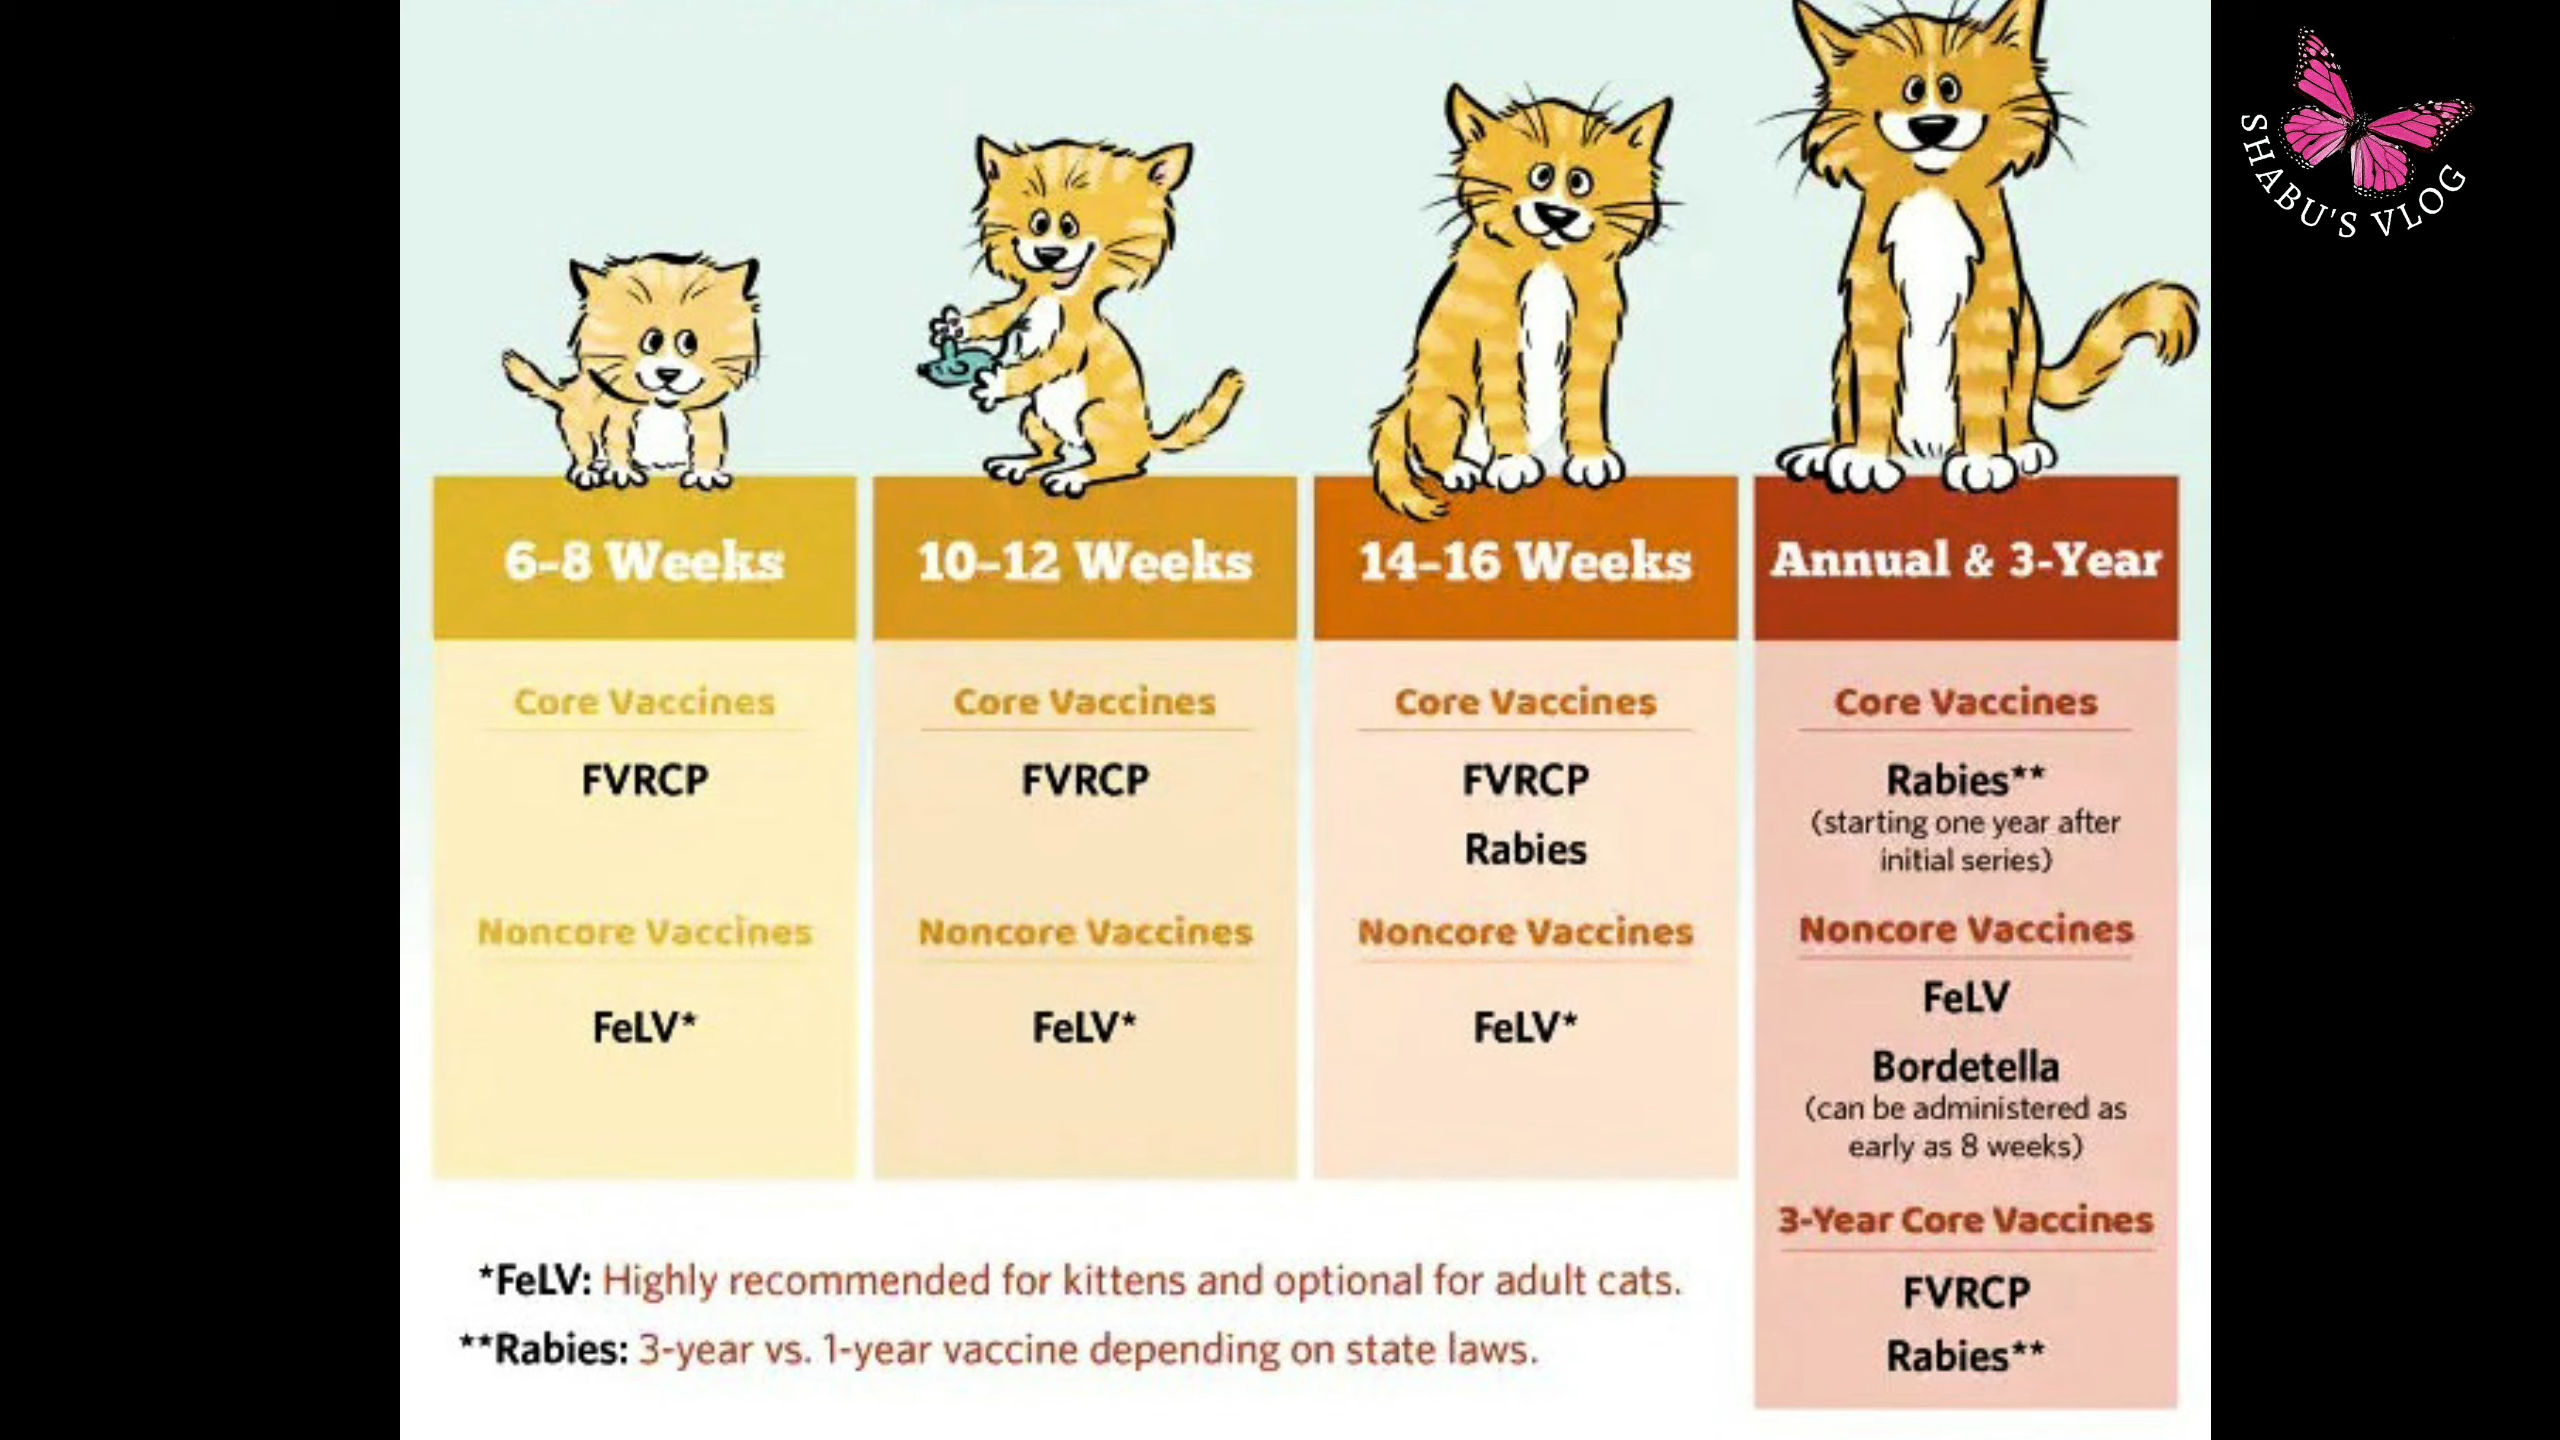 SHABU'S VLOG
6-8 Weeks
Core Vaccines
FVRCP
Noncore Vaccines
FeLV*
10-12 Weeks
Core Vaccines
FVRCP
Noncore Vaccines
FeLV*
14-16 Weeks
Core Vaccines
FVRCP
Rabies
Noncore Vaccines
FeLV*
Annual & 3-Year
Core Vaccines
Rabies**
(starting one year after
initial series)
Noncore Vaccines
FeLV
Bordetella
(can be administered as
early as 8 weeks)
3-Year Core Vaccines
FVRCP
Rabies**
*FeLV: Highly recommended for kittens and optional for adult cats.
**Rabies: 3-year vs. 1-year vaccine depending on state laws.